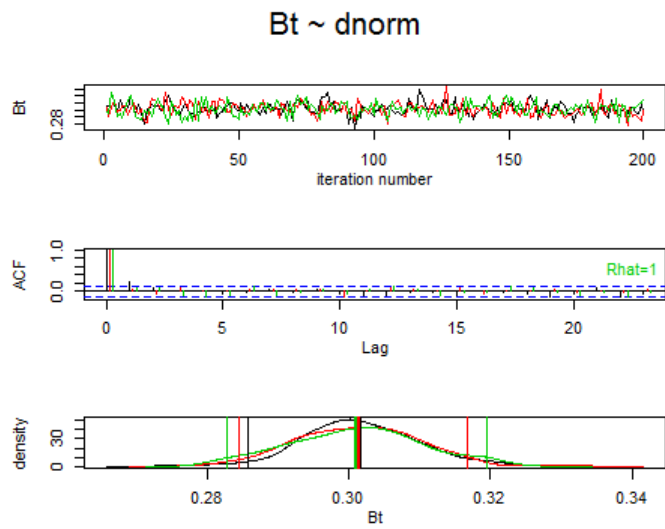 Bt ~ dnorm
Bt
0.28
0 50 100 150 200
iteration number
ACF
0.0 1.0
Rhat=1
0 5 10 15 20
Lag
density
0 30
0.28 0.30 0.32 0.34
Bt